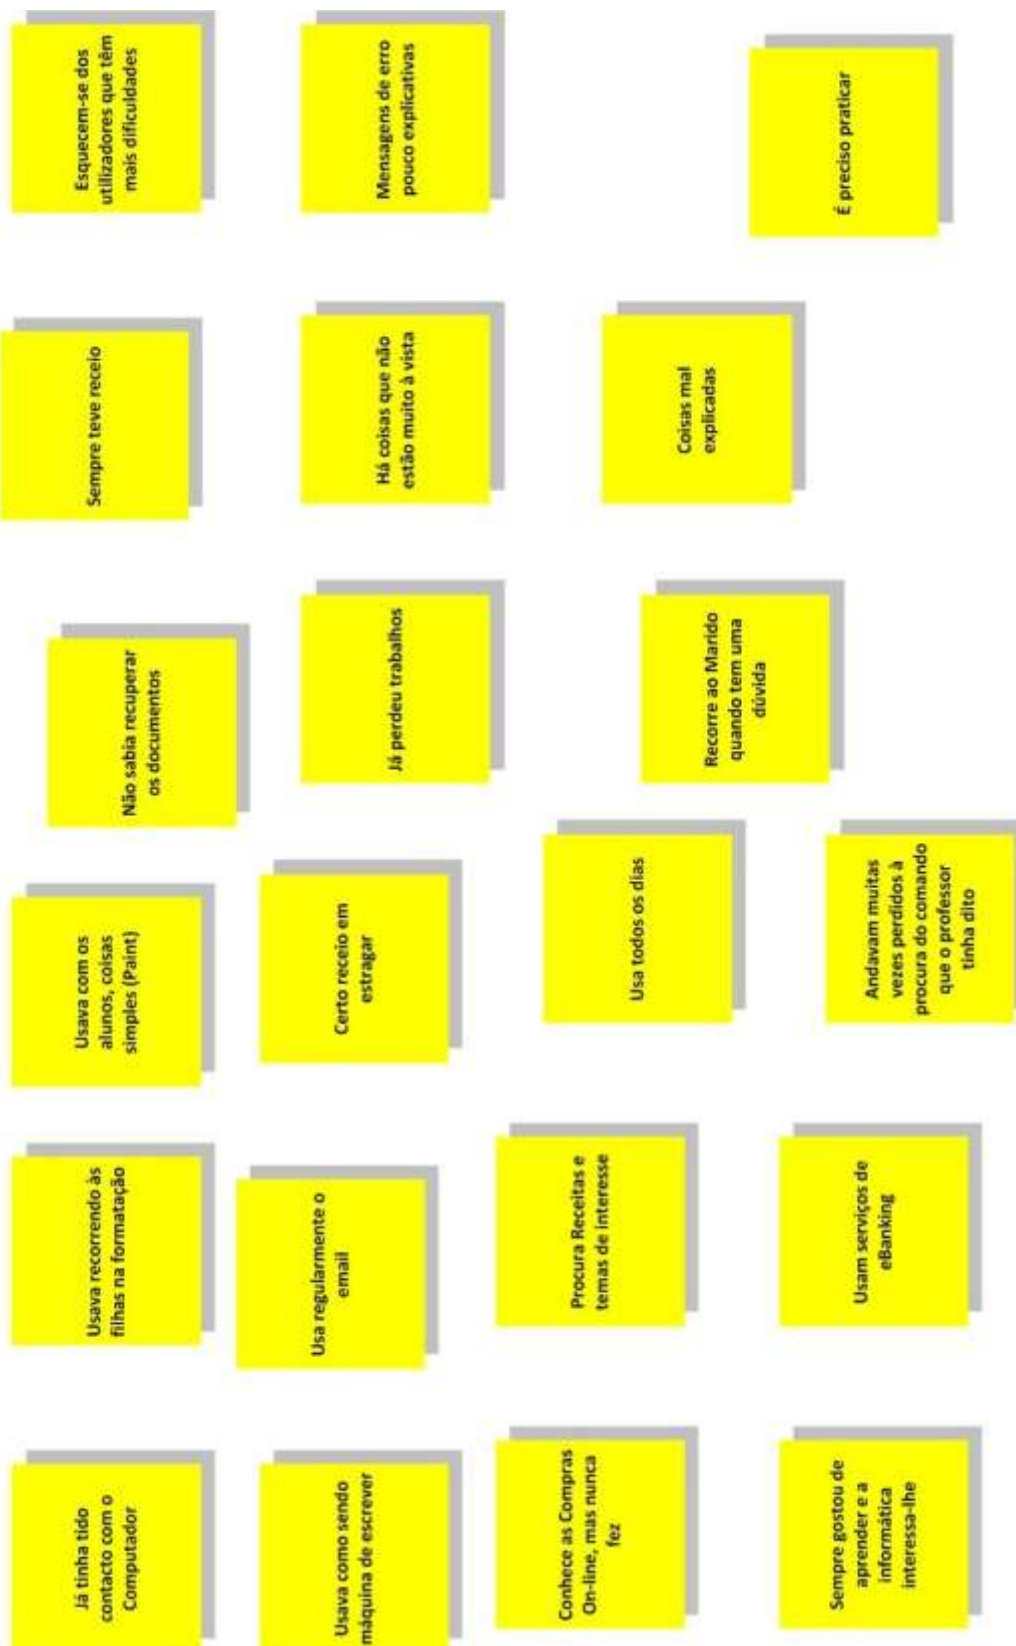 Já tinha tido
contacto com o
Computador
Usava recorrendo às
filhas na formatação
Usava com os
alunos, coisas
simples (Paint)
Não sabia recuperar
os documentos
Sempre teve receio
Esquecem-se dos
utilizadores que têm
mais dificuldades
Usava como sendo
máquina de escrever
Usa regularmente o
email
Certo receio em
estragar
Já perdeu trabalhos
Há coisas que não
estão muito à vista
Mensagens de erro
pouco explicativas
Conhece as Compras
On-line, mas nunca
fez
Procura Receitas e
temas de interesse
Usa todos os dias
Recorre ao Marido
quando tem uma
dúvida
Coisas mal
explicadas
Sempre gostou de
aprender e a
informática
interessa-lhe
Usam serviços de
eBanking
Andavam muitas
vezes perdidos à
procura do comando
que o professor
tinha dito
É preciso praticar